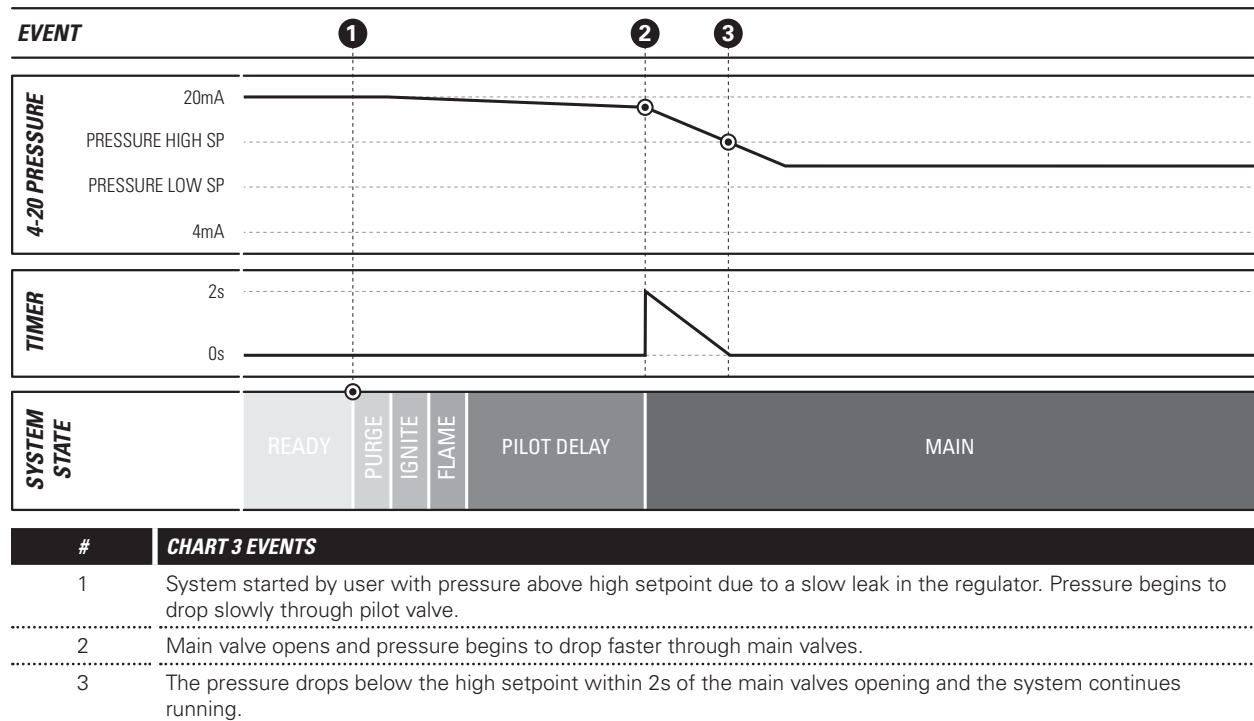 EVENT
1
2
3
4-20 PRESSURE
20mA
PRESSURE HIGH SP
PRESSURE LOW SP
4mA
TIMER
2s
0s
SYSTEM
STATE
READY
PURGE
IGNITE
FLAME
PILOT DELAY
MAIN
# CHART 3 EVENTS
1 System started by user with pressure above high setpoint due to a slow leak in the regulator. Pressure begins to
drop slowly through pilot valve.
2 Main valve opens and pressure begins to drop faster through main valves.
3 The pressure drops below the high setpoint within 2s of the main valves opening and the system continues
running.